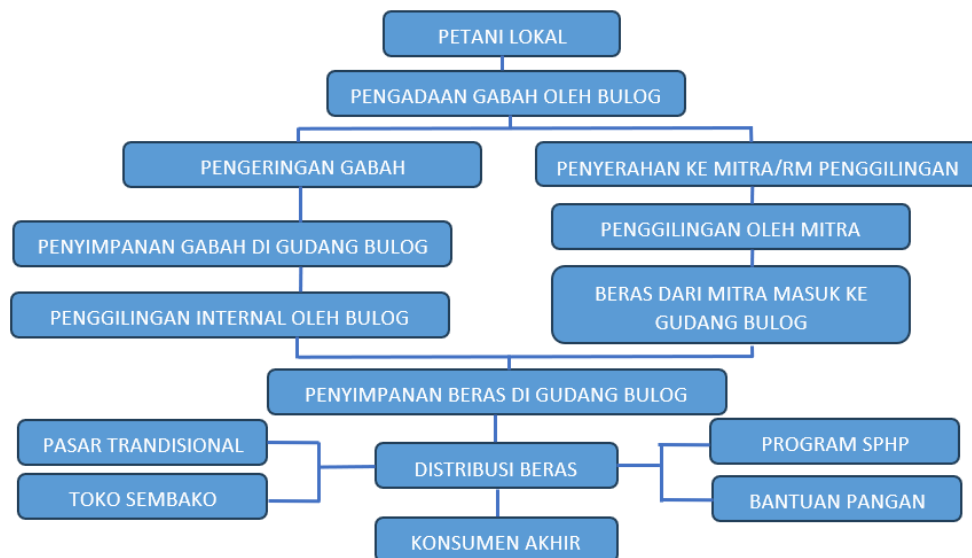 PETANI LOKAL
PENGADAAN GABAH OLEH BULOG
PENGERINGAN GABAH
PENYERAHAN KE MITRA/RM PENGGILINGAN
PENYIMPANAN GABAH DI GUDANG BULOG
PENGGILINGAN OLEH MITRA
PENGGILINGAN INTERNAL OLEH BULOG
BERAS DARI MITRA MASUK KE
GUDANG BULOG
PENYIMPANAN BERAS DI GUDANG BULOG
PASAR TRANDISIONAL
TOKO SEMBAKO
DISTRIBUSI BERAS
PROGRAM SPHP
BANTUAN PANGAN
KONSUMEN AKHIR